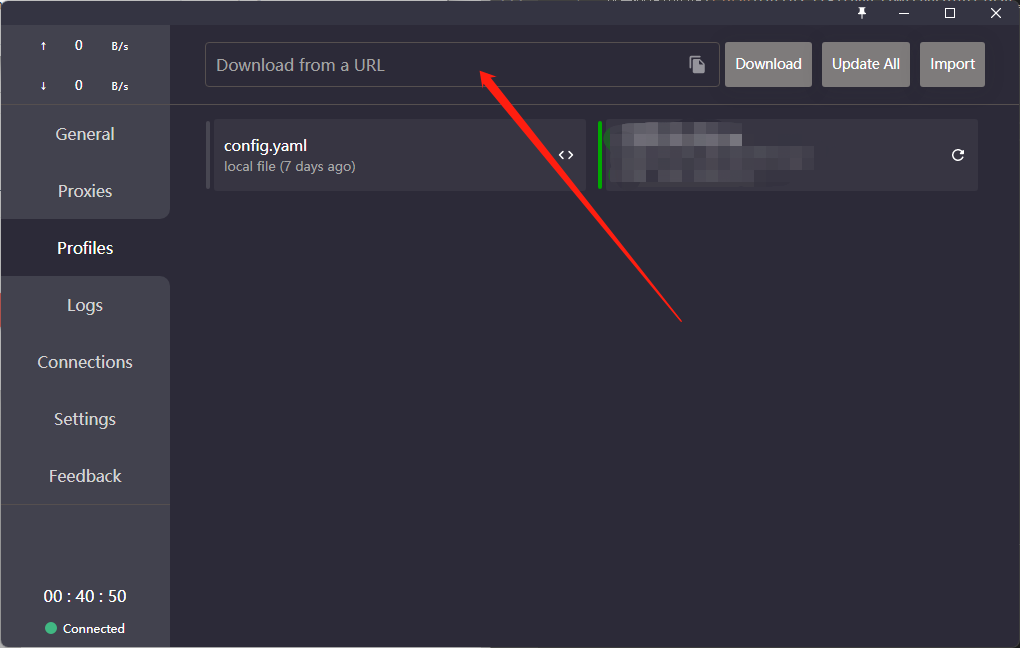 ↑ 0 B/s
↓ 0 B/s
General
Proxies
Profiles
Logs
Connections
Settings
Feedback
00 : 40 : 50
Connected
Download from a URL
Download
Update All
Import
config.yaml
local file (7 days ago)